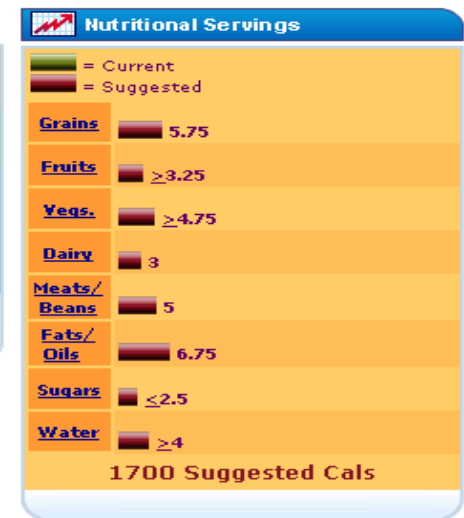 Nutritional Servings
= Current
= Suggested
Grains 5.75
Fruits ≥3.25
Vegs. ≥4.75
Dairy 3
Meats/
Beans 5
Fats/
Oils 6.75
Sugars ≤2.5
Water ≥4
1700 Suggested Cals